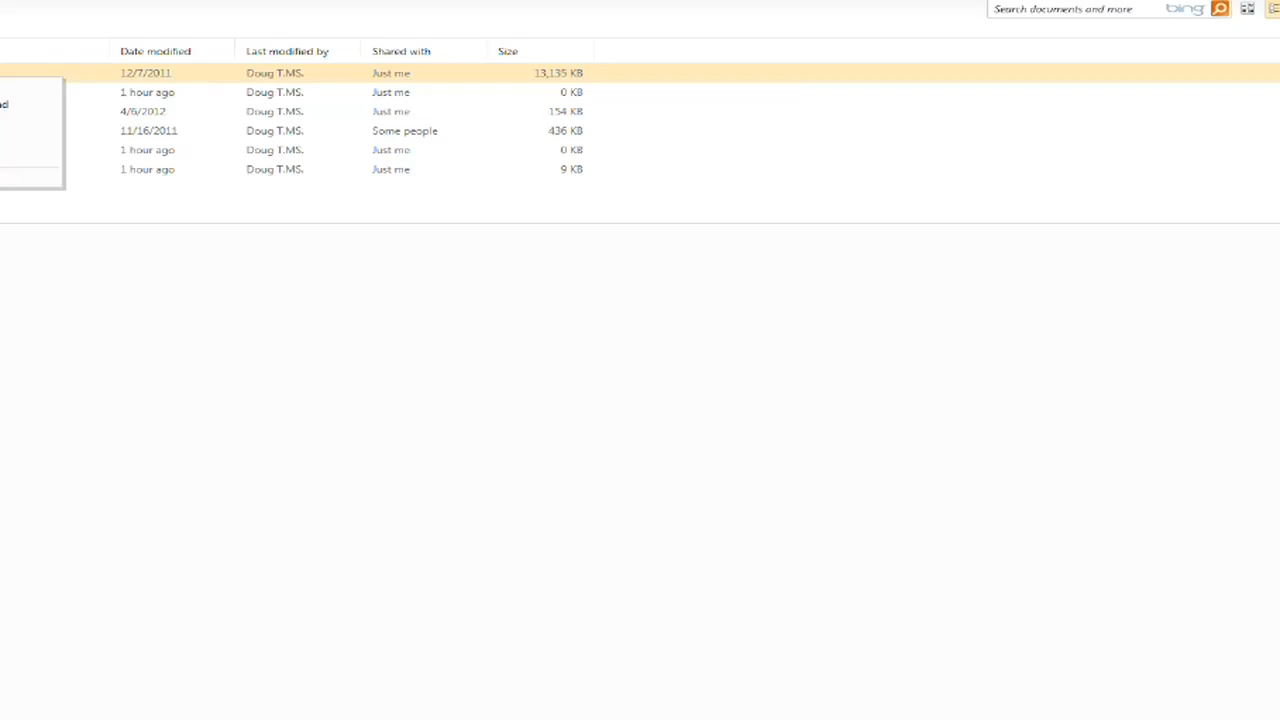 Search documents and more bing
Date modified Last modified by Shared with Size
12/7/2011 Doug T.MS. Just me 13,135 KB
1 hour ago Doug T.MS. Just me 0 KB
4/6/2012 Doug T.MS. Just me 154 KB
11/16/2011 Doug T.MS. Some people 436 KB
1 hour ago Doug T.MS. Just me 0 KB
1 hour ago Doug T.MS. Just me 9 KB